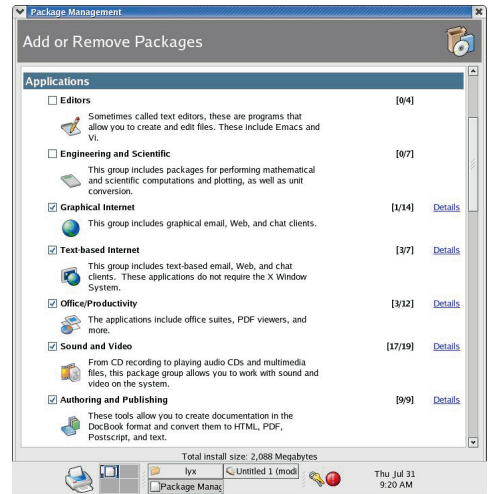 Package Management
Add or Remove Packages
Applications
Editors [0/4]
Sometimes called text editors, these are programs that
allow you to create and edit files. These include Emacs and
Vi.
Engineering and Scientific [0/7]
This group includes packages for performing mathematical
and scientific computations and plotting, as well as unit
conversion.
Graphical Internet [1/14] Details
This group includes graphical email, Web, and chat clients.
Text-based Internet [3/7] Details
This group includes text-based email, Web, and chat
clients. These applications do not require the X Window
System.
Office/Productivity [3/12] Details
The applications include office suites, PDF viewers, and
more.
Sound and Video [17/19] Details
From CD recording to playing audio CDs and multimedia
files, this package group allows you to work with sound and
video on the system.
Authoring and Publishing [9/9] Details
These tools allow you to create documentation in the
DocBook format and convert them to HTML, PDF,
Postscript, and text.
Total install size: 2,088 Megabytes
lyx
Untitled 1 (modi
Package Manag
Thu Jul 31
9:20 AM